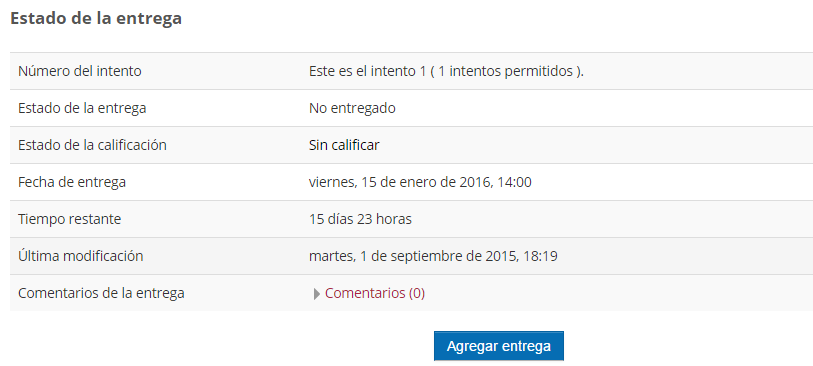 Estado de la entrega
Número del intento Este es el intento 1 ( 1 intentos permitidos ).
Estado de la entrega No entregado
Estado de la calificación Sin calificar
Fecha de entrega viernes, 15 de enero de 2016, 14:00
Tiempo restante 15 días 23 horas
Última modificación martes, 1 de septiembre de 2015, 18:19
Comentarios de la entrega Comentarios (0)
Agregar entrega